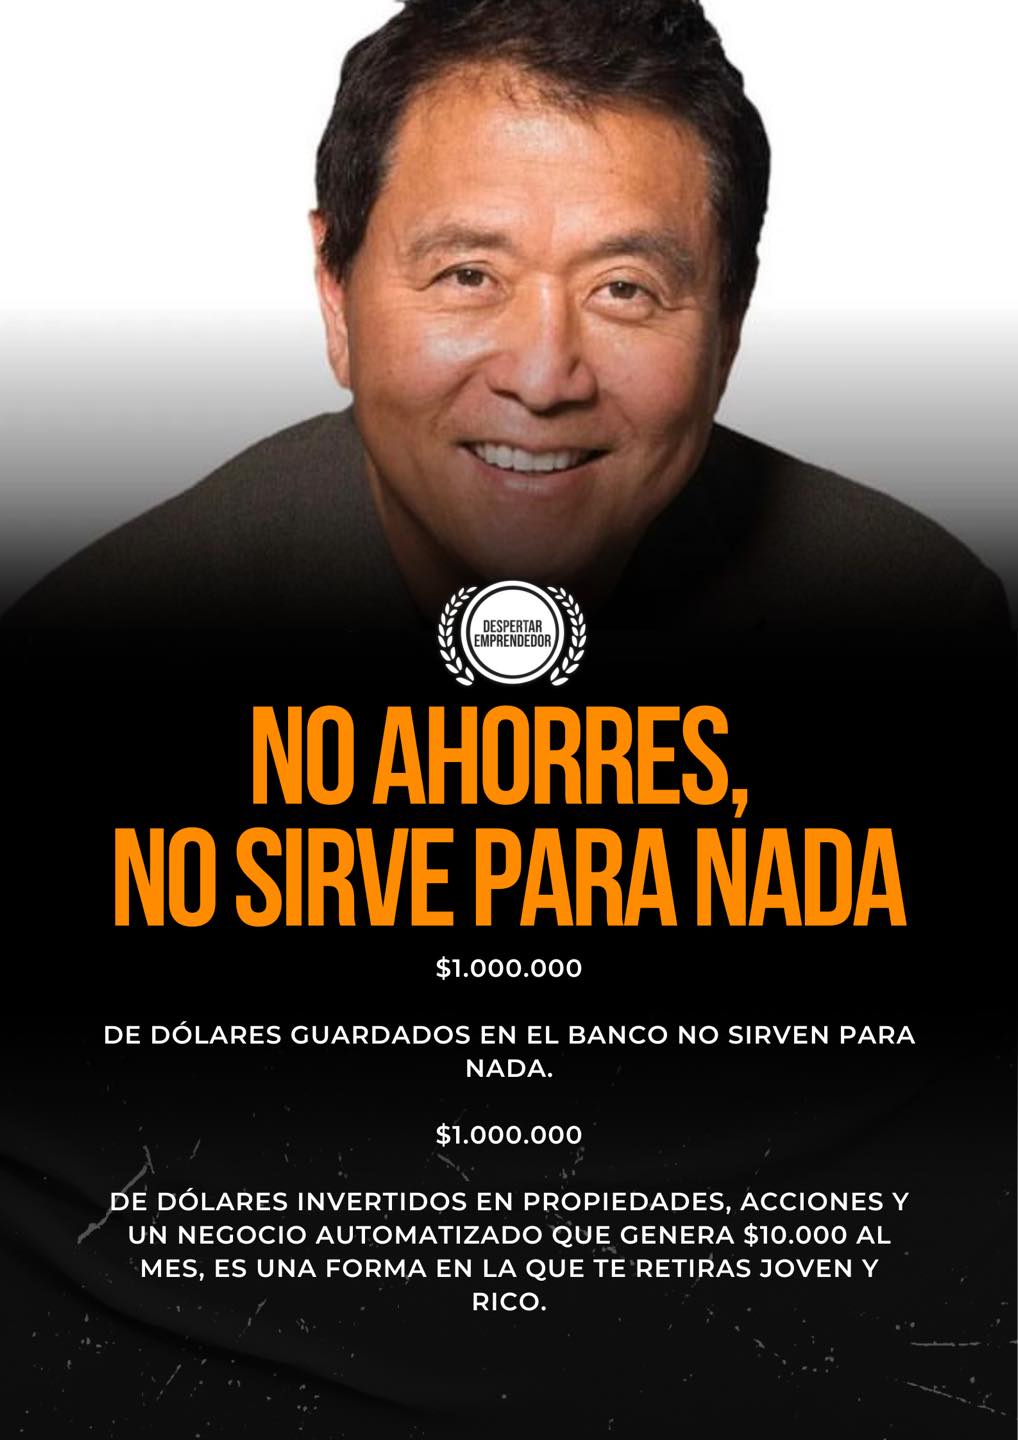 DESPERTAR
EMPRENDEDOR
NO AHORRES,
NO SIRVE PARA NADA
$1.000.000
DE DÓLARES GUARDADOS EN EL BANCO NO SIRVEN PARA
NADA.
$1.000.000
DE DÓLARES INVERTIDOS EN PROPIEDADES, ACCIONES Y
UN NEGOCIO AUTOMATIZADO QUE GENERA $10.000 AL
MES, ES UNA FORMA EN LA QUE TE RETIRAS JOVEN Y
RICO.